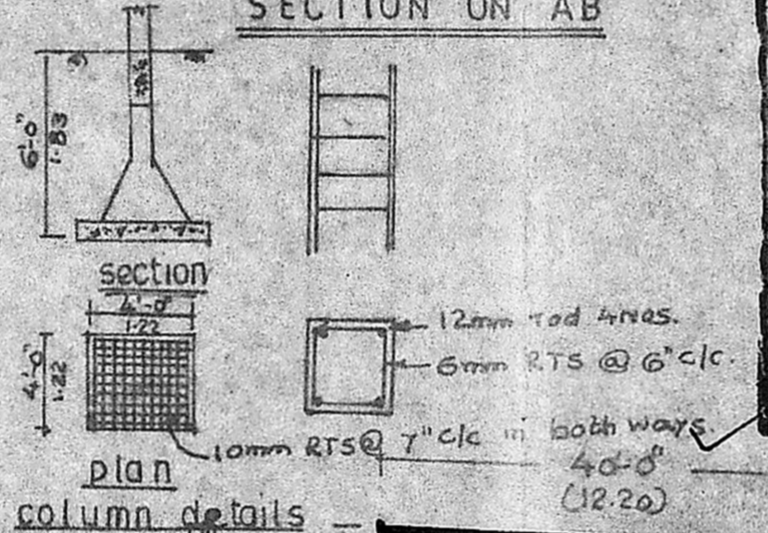 SECTION ON AB
6'-0"
1.83
section
4'-0"
1.22
4'-0"
1.22
12mm rod 4nos.
6mm RTS @ 6" c/c.
10mm RTS @ 7" c/c in both ways.
plan
40'-0"
(12.20)
column details